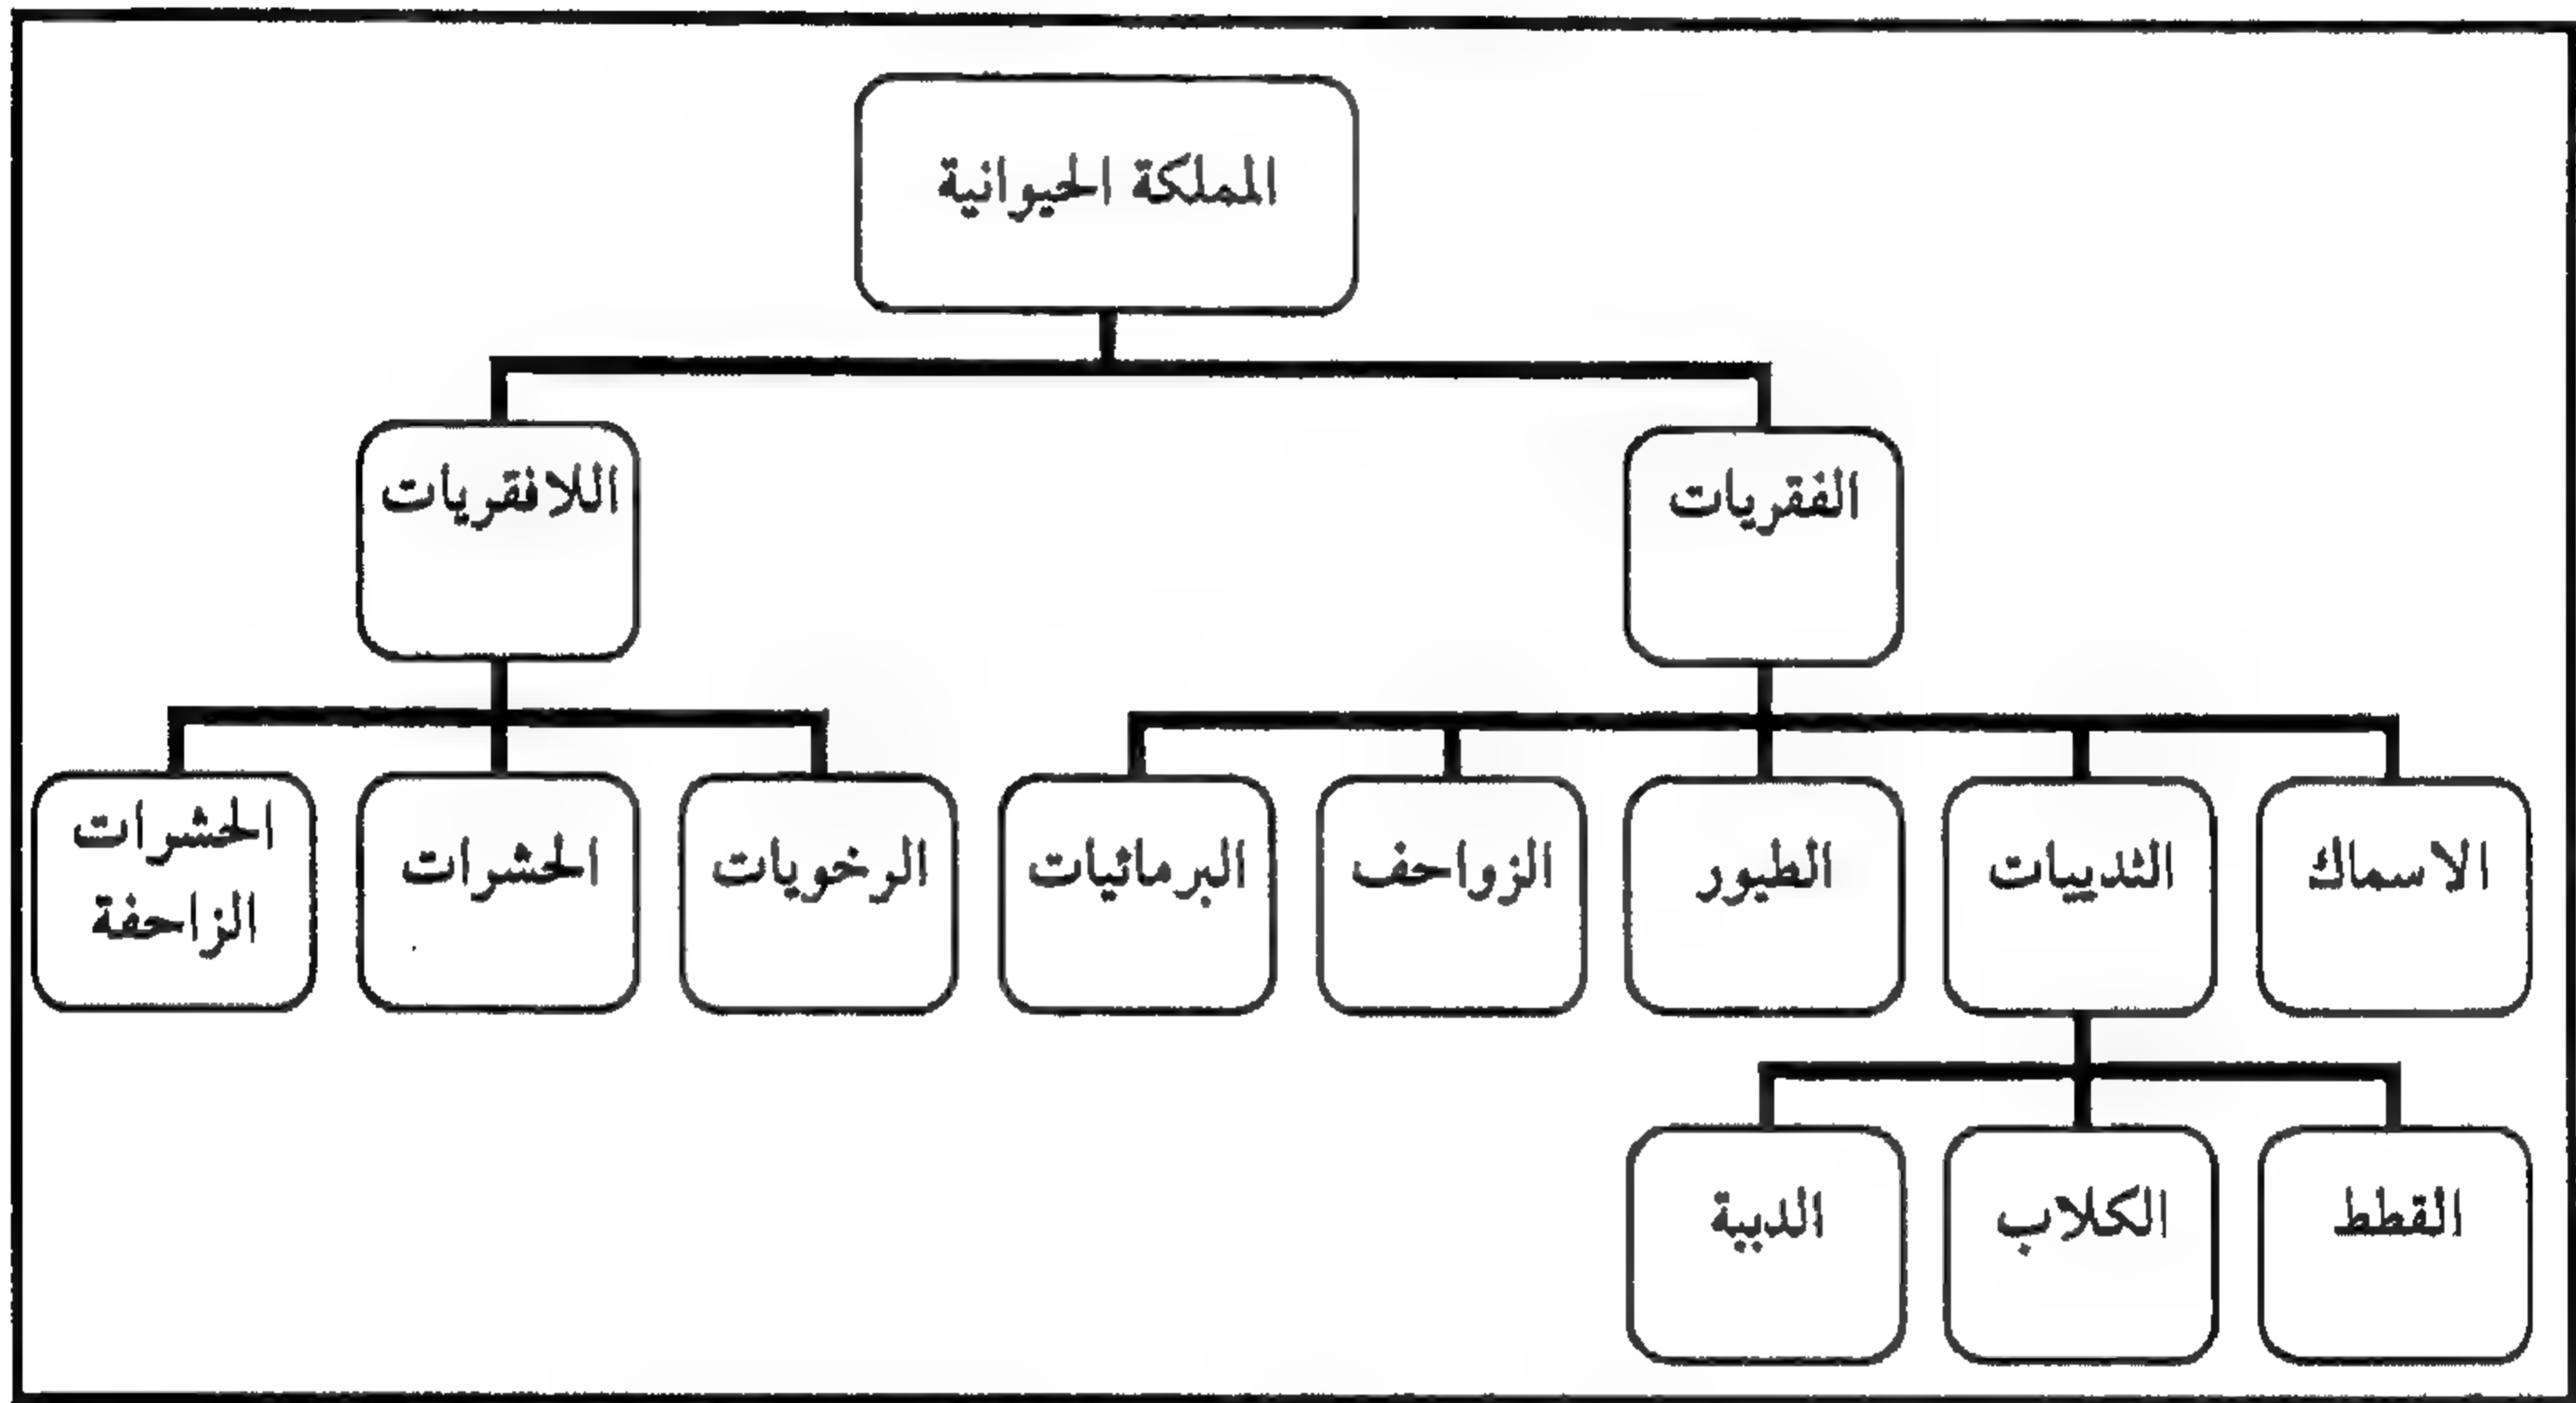 المملكة الحيوانية
الفقريات
اللافقريات
الاسماك
الثدييات
الطيور
الزواحف
البرمائيات
الرخويات
الحشرات
الحشرات
الزاحفة
القطط
الكلاب
الدببة